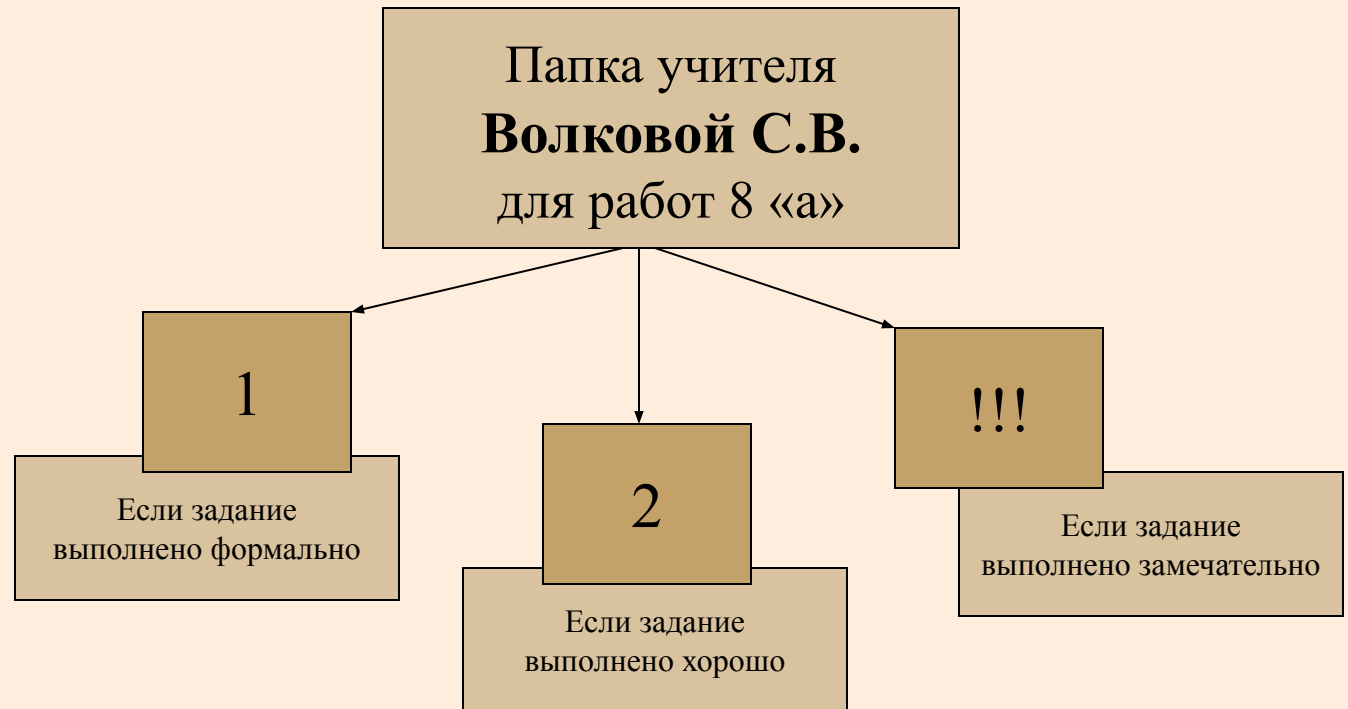 Папка учителя
Волковой С.В.
для работ 8 «а»
1
Если задание
выполнено формально
2
Если задание
выполнено хорошо
!!!
Если задание
выполнено замечательно